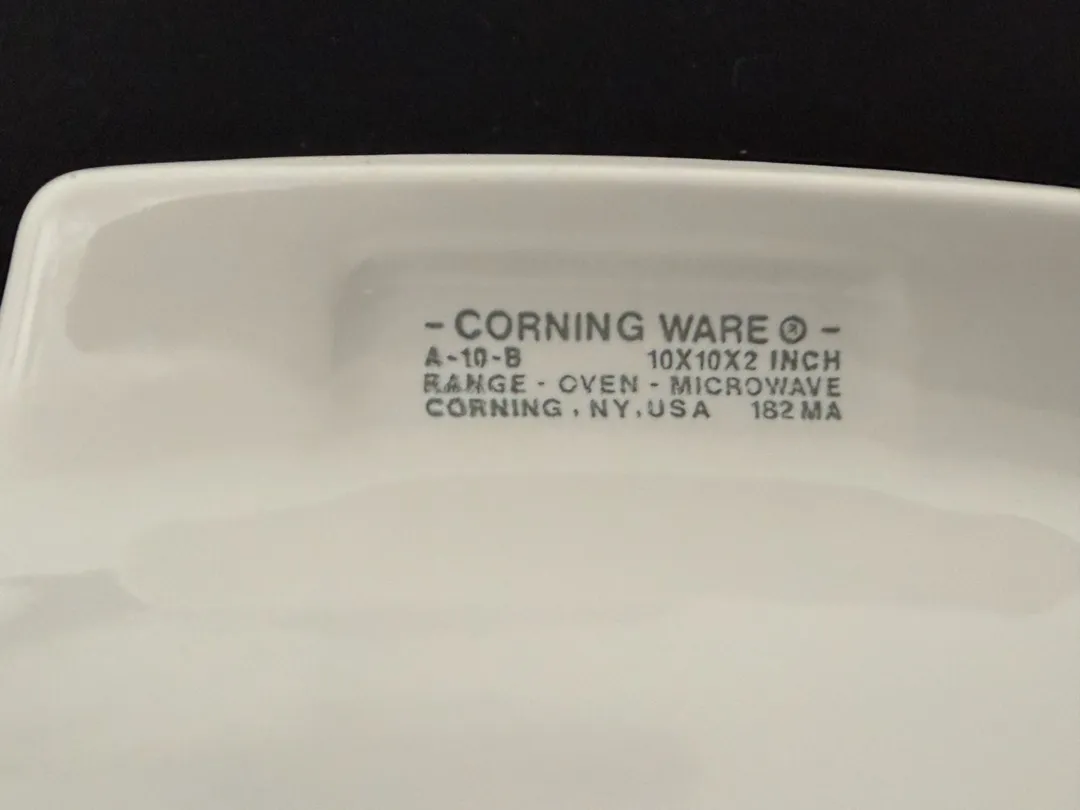 - CORNING WARE ® -
A-10-B 10X10X2 INCH
RANGE - OVEN - MICROWAVE
CORNING, NY, USA 182 MA